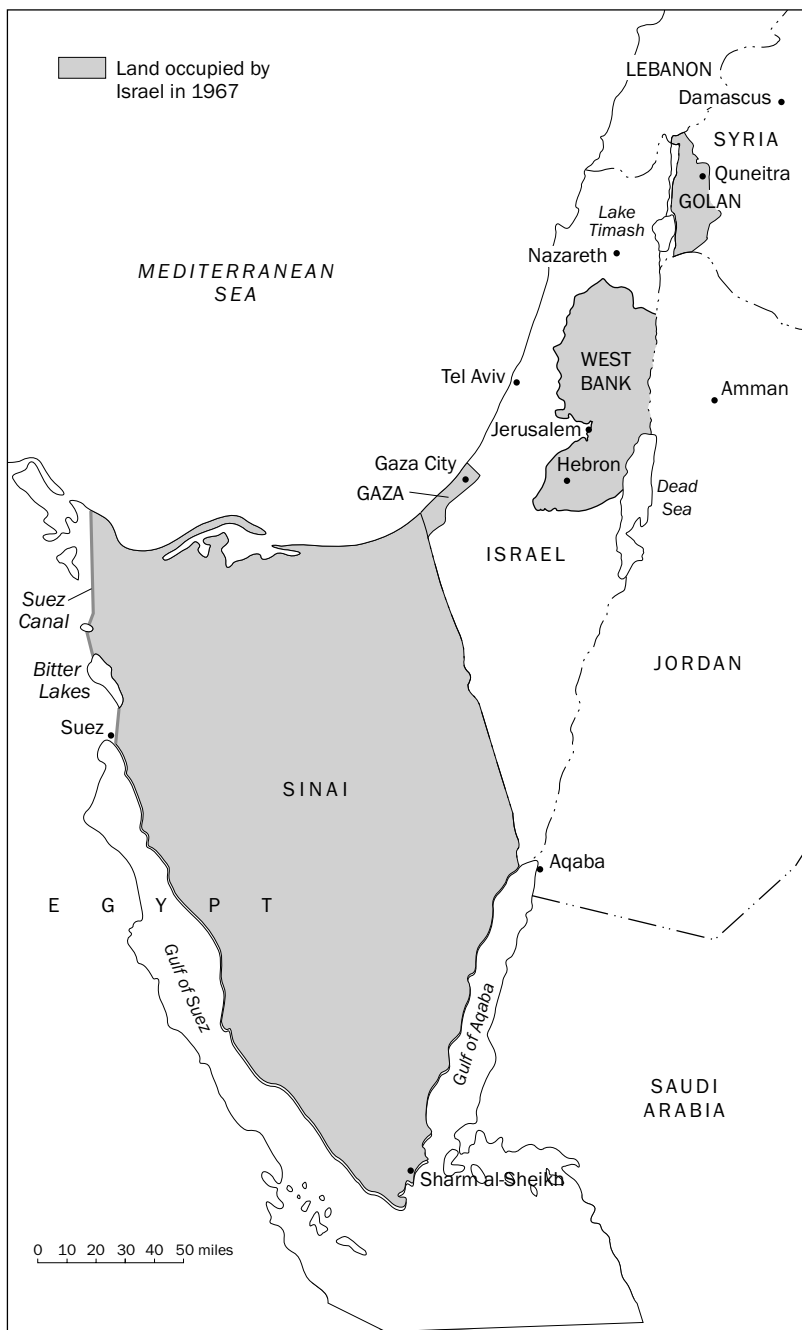 Land occupied by
Israel in 1967
LEBANON
Damascus
SYRIA
Quneitra
GOLAN
Lake
Timash
Nazareth
MEDITERRANEAN
SEA
WEST
BANK
Tel Aviv
Amman
Jerusalem
Gaza City
Hebron
GAZA
Dead
Sea
ISRAEL
Suez
Canal
JORDAN
Bitter
Lakes
Suez
SINAI
Aqaba
EGYPT
Gulf of Suez
Gulf of Aqaba
SAUDI
ARABIA
Sharm al-Sheikh
0 10 20 30 40 50 miles